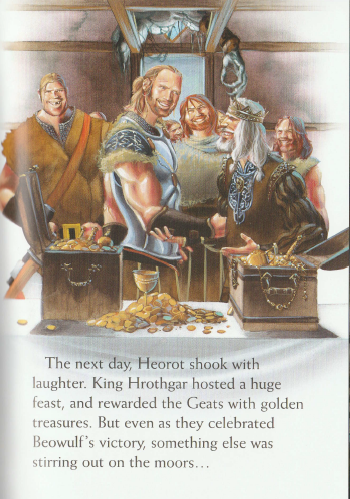 The next day, Heorot shook with
laughter. King Hrothgar hosted a huge
feast, and rewarded the Geats with golden
treasures. But even as they celebrated
Beowulf's victory, something else was
stirring out on the moors...